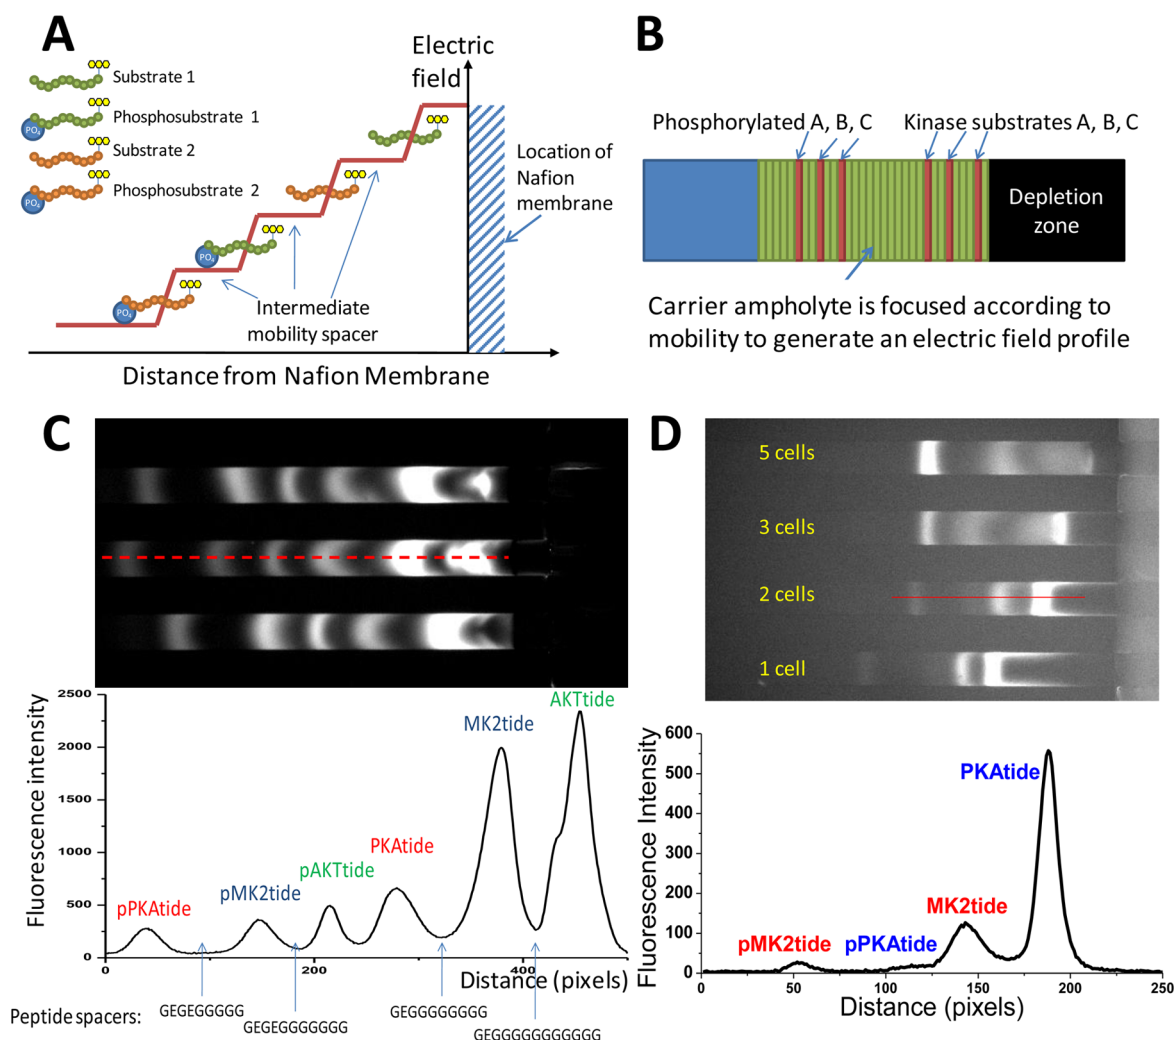 A
Substrate 1
PO₄
Phosphosubstrate 1
Substrate 2
PO₄
Phosphosubstrate 2
Electric
field
Location of
Nafion
membrane
PO₄
PO₄
Intermediate
mobility spacer
Distance from Nafion Membrane
B
Phosphorylated A, B, C
Kinase substrates A, B, C
Depletion
zone
Carrier ampholyte is focused according to
mobility to generate an electric field profile
C
2500
2000
1500
1000
500
0
Fluorescence intensity
pPKAtide
pMK2tide
pAKTtide
PKAtide
MK2tide
AKTtide
0
200
400
Distance (pixels)
Peptide spacers:
GEGEGGGGG
GEGEGGGGGGG
GEGGGGGGGG
GEGGGGGGGGGGGG
D
5 cells
3 cells
2 cells
1 cell
600
500
400
300
200
100
0
Fluorescence Intensity
pMK2tide
pPKAtide
MK2tide
PKAtide
0
50
100
150
200
250
Distance (pixels)